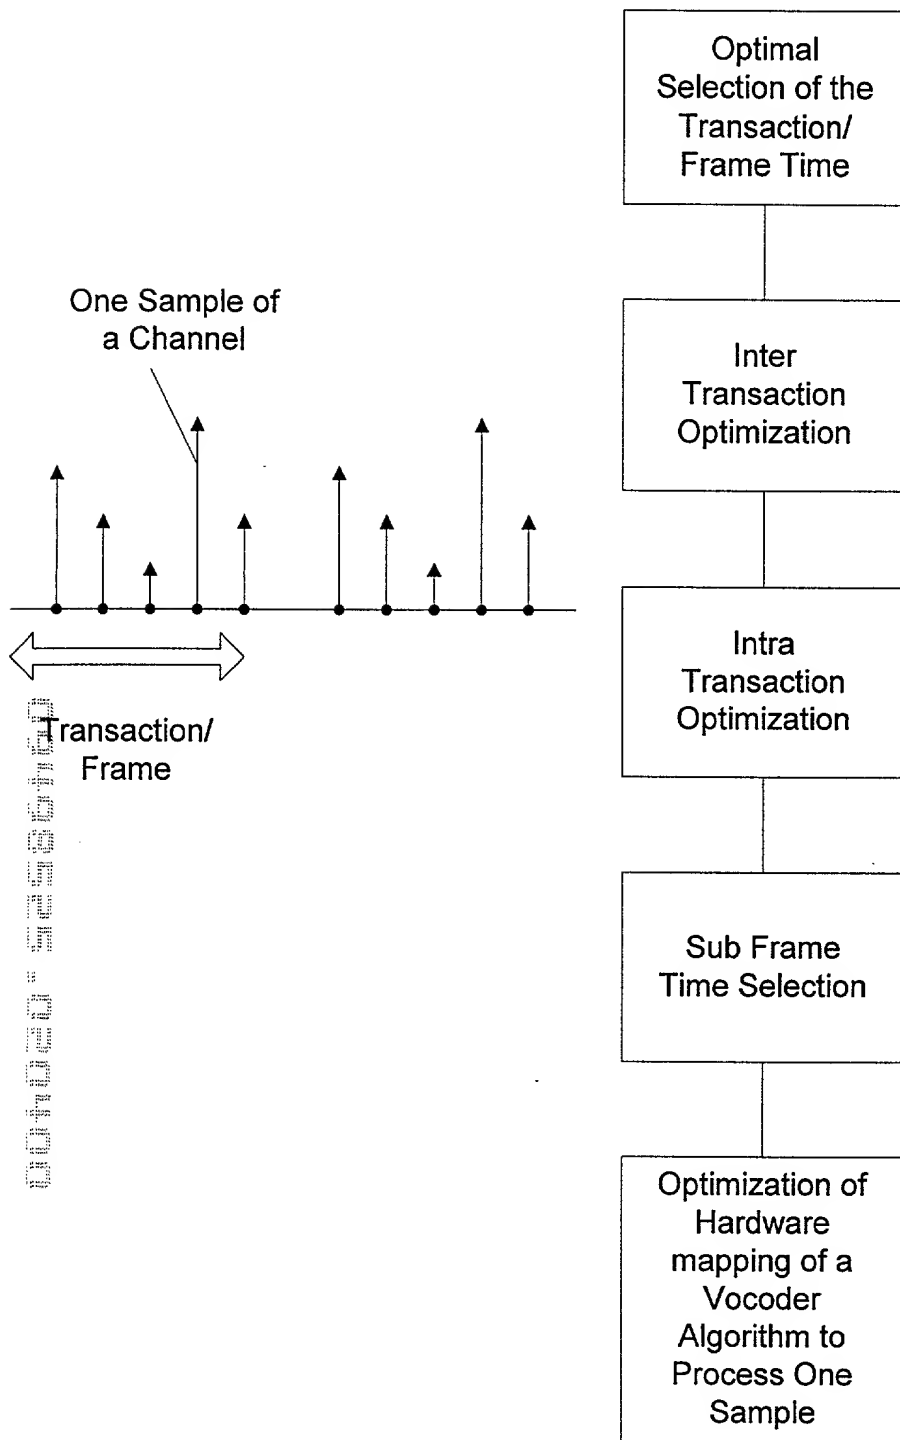 Optimal
Selection of the
Transaction/
Frame Time
One Sample of
a Channel
Inter
Transaction
Optimization
Intra
Transaction
Optimization
Transaction/
Frame
Sub Frame
Time Selection
Optimization of
Hardware
mapping of a
Vocoder
Algorithm to
Process One
Sample